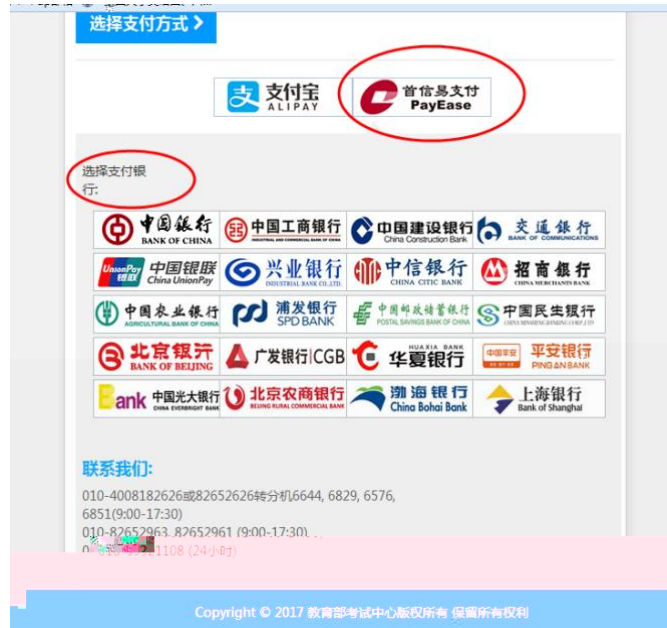 选择支付方式
支付宝
ALIPAY
首信易支付
PayEase
选择支付银
行:
中国银行
BANK OF CHINA
中国工商银行
INDUSTRIAL AND COMMERCIAL BANK OF CHINA
中国建设银行
China Construction Bank
交通银行
BANK OF COMMUNICATIONS
UnionPay
银联
中国银联
China UnionPay
兴业银行
INDUSTRIAL BANK CO.,LTD.
中信银行
CHINA CITIC BANK
招商银行
CHINA MERCHANTS BANK
中国农业银行
AGRICULTURAL BANK OF CHINA
浦发银行
SPD BANK
中国邮政储蓄银行
POSTAL SAVINGS BANK OF CHINA
中国民生银行
CHINA MINSHENG BANKING CORP.,LTD
北京银行
BANK OF BEIJING
广发银行|CGB
HUAXIA BANK
华夏银行
中国平安
平安银行
PING AN BANK
Bank
中国光大银行
CHINA EVERBRIGHT BANK
北京农商银行
BEIJING RURAL COMMERCIAL BANK
渤海银行
China Bohai Bank
上海银行
Bank of Shanghai
联系我们:
010-4008182626或82652626转分机6644, 6829, 6576,
6851(9:00-17:30)
010-82652963, 82652961 (9:00-17:30),
1108 (24小时)
Copyright © 2017 教育部考试中心版权所有 保留所有权利